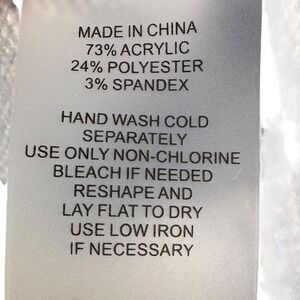 MADE IN CHINA
73% ACRYLIC
24% POLYESTER
3% SPANDEX
HAND WASH COLD
SEPARATELY
USE ONLY NON-CHLORINE
BLEACH IF NEEDED
RESHAPE AND
LAY FLAT TO DRY
USE LOW IRON
IF NECESSARY